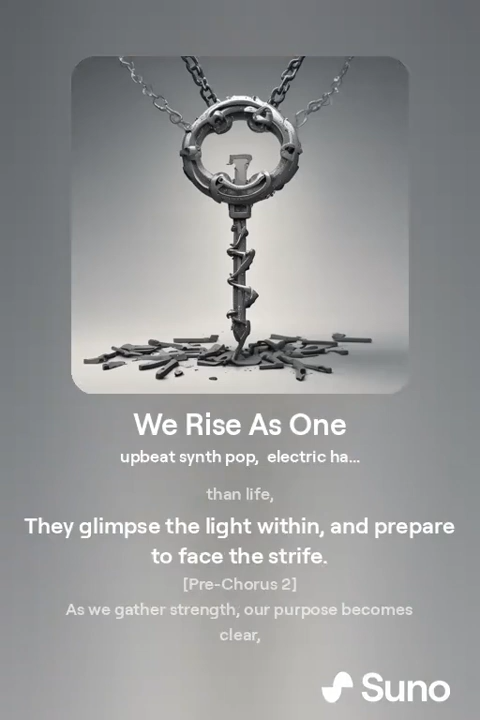 We Rise As One
upbeat synth pop,  electric ha...
than life,
They glimpse the light within, and prepare
to face the strife.
[Pre-Chorus 2]
As we gather strength, our purpose becomes
clear,
Suno